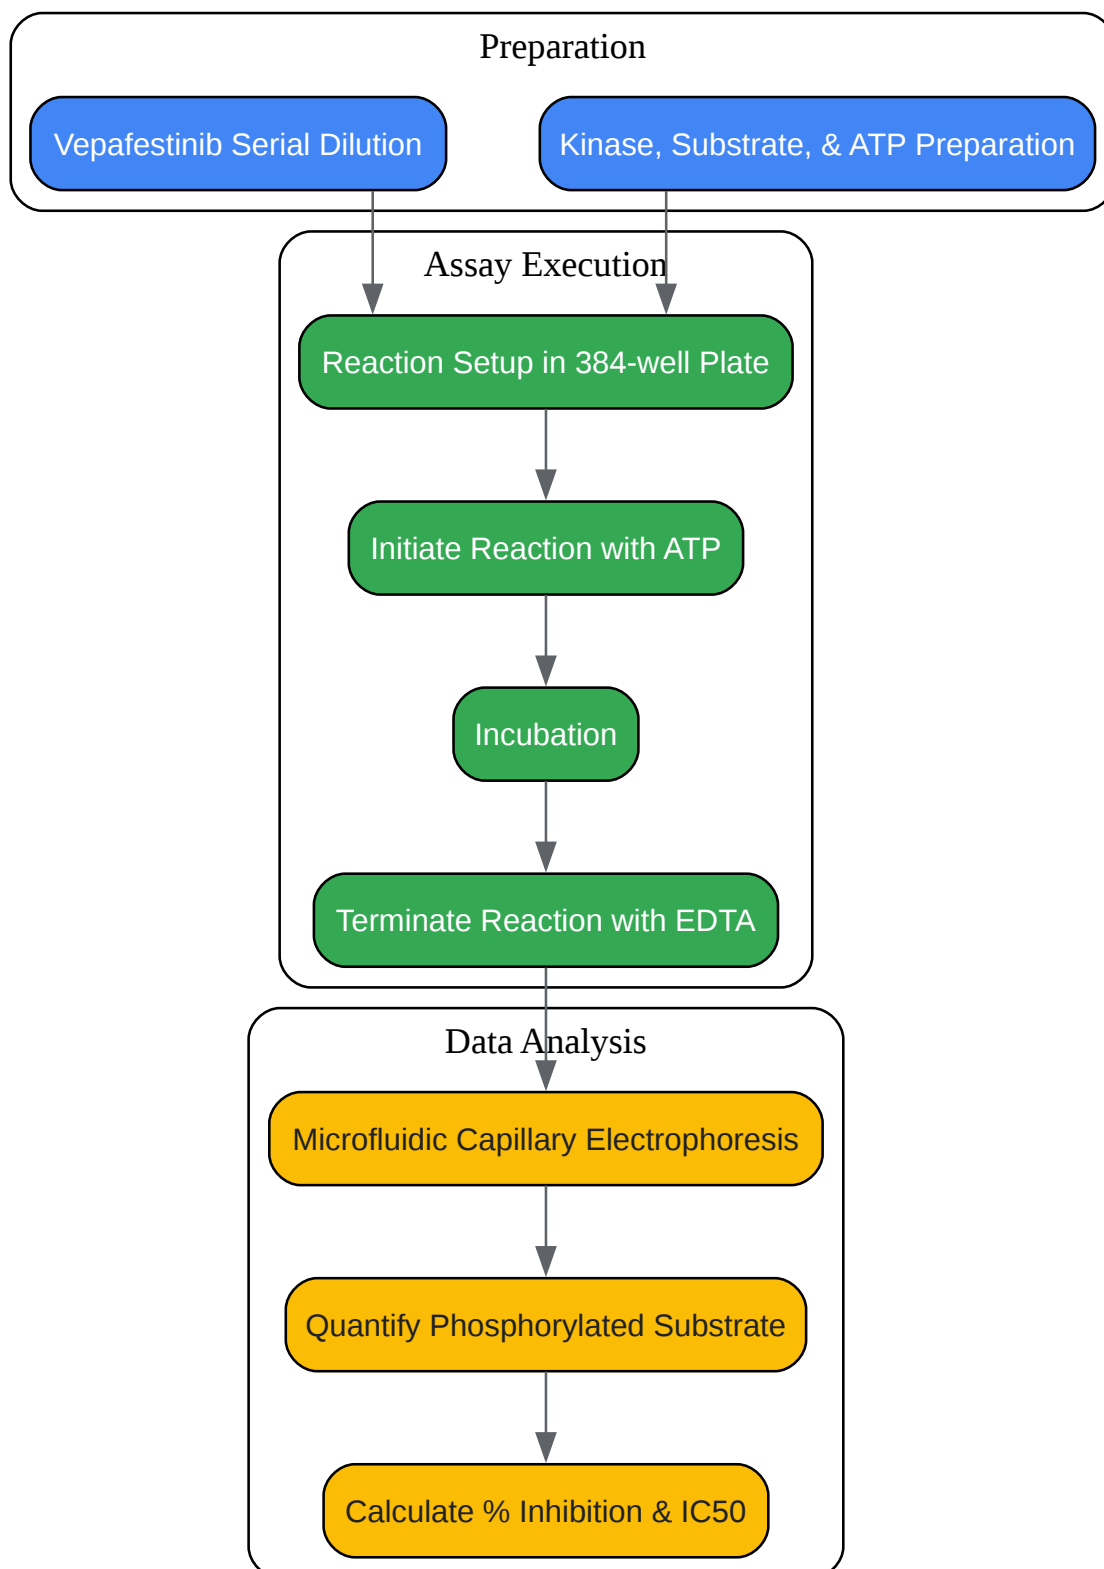 Preparation
Vepafestinib Serial Dilution
Kinase, Substrate, & ATP Preparation
Assay Execution
Reaction Setup in 384-well Plate
Initiate Reaction with ATP
Incubation
Terminate Reaction with EDTA
Data Analysis
Microfluidic Capillary Electrophoresis
Quantify Phosphorylated Substrate
Calculate % Inhibition & IC50